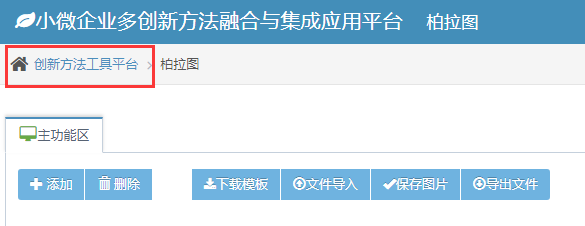 小微企业多创新方法融合与集成应用平台 柏拉图
创新方法工具平台 > 柏拉图
主功能区
添加 删除 下载模板 文件导入 保存图片 导出文件